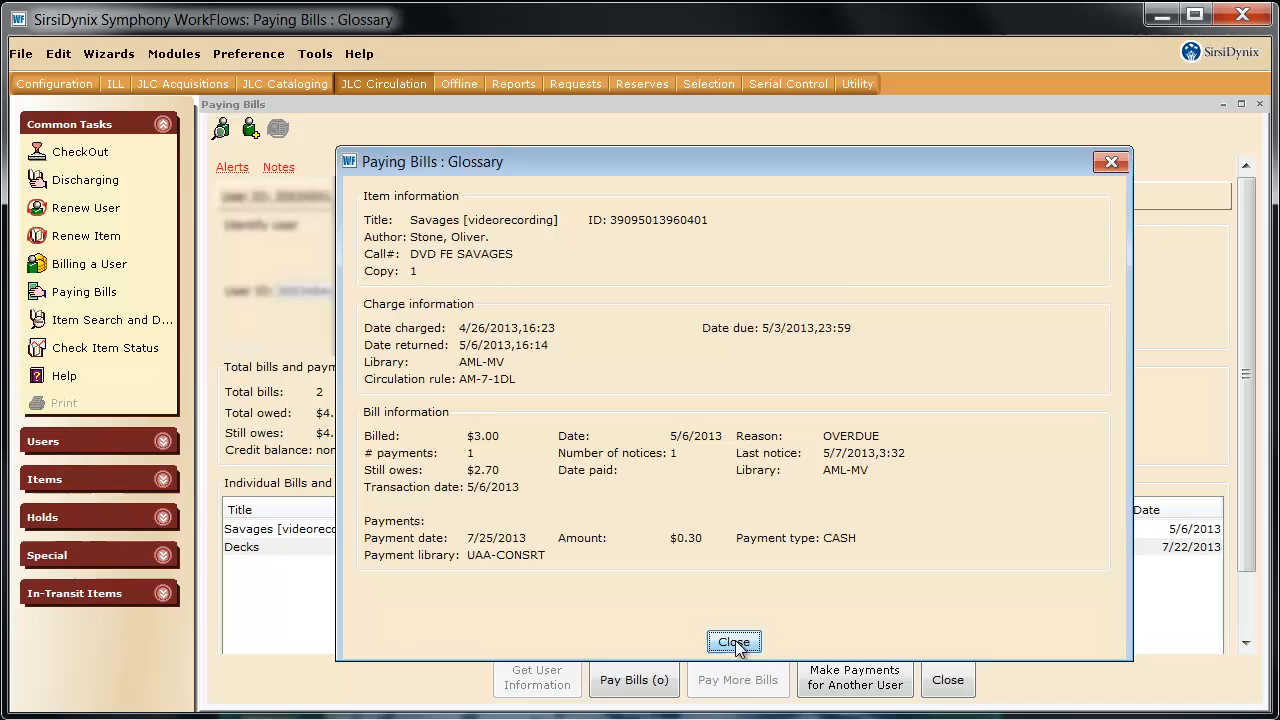 SirsiDynix Symphony WorkFlows: Paying Bills : Glossary
File Edit Wizards Modules Preference Tools Help
SirsiDynix
Configuration ILL JLC Acquisitions JLC Cataloging JLC Circulation Offline Reports Requests Reserves Selection Serial Control Utility
Common Tasks
CheckOut
Discharging
Renew User
Renew Item
Billing a User
Paying Bills
Item Search and D...
Check Item Status
Help
Print
Users
Items
Holds
Special
In-Transit Items
Paying Bills
Alerts Notes
Identify user
User ID:
Total bills and paym
Total bills: 2
Total owed: $4.
Still owes: $4.
Credit balance: non
Individual Bills and
Title Date
Savages [videoreco 5/6/2013
Decks 7/22/2013
Paying Bills : Glossary
Item information
Title: Savages [videorecording] ID: 39095013960401
Author: Stone, Oliver.
Call#: DVD FE SAVAGES
Copy: 1
Charge information
Date charged: 4/26/2013,16:23 Date due: 5/3/2013,23:59
Date returned: 5/6/2013,16:14
Library: AML-MV
Circulation rule: AM-7-1DL
Bill information
Billed: $3.00 Date: 5/6/2013 Reason: OVERDUE
# payments: 1 Number of notices: 1 Last notice: 5/7/2013,3:32
Still owes: $2.70 Date paid: Library: AML-MV
Transaction date: 5/6/2013
Payments:
Payment date: 7/25/2013 Amount: $0.30 Payment type: CASH
Payment library: UAA-CONSRT
Close
Get User Information
Pay Bills (o)
Pay More Bills
Make Payments for Another User
Close